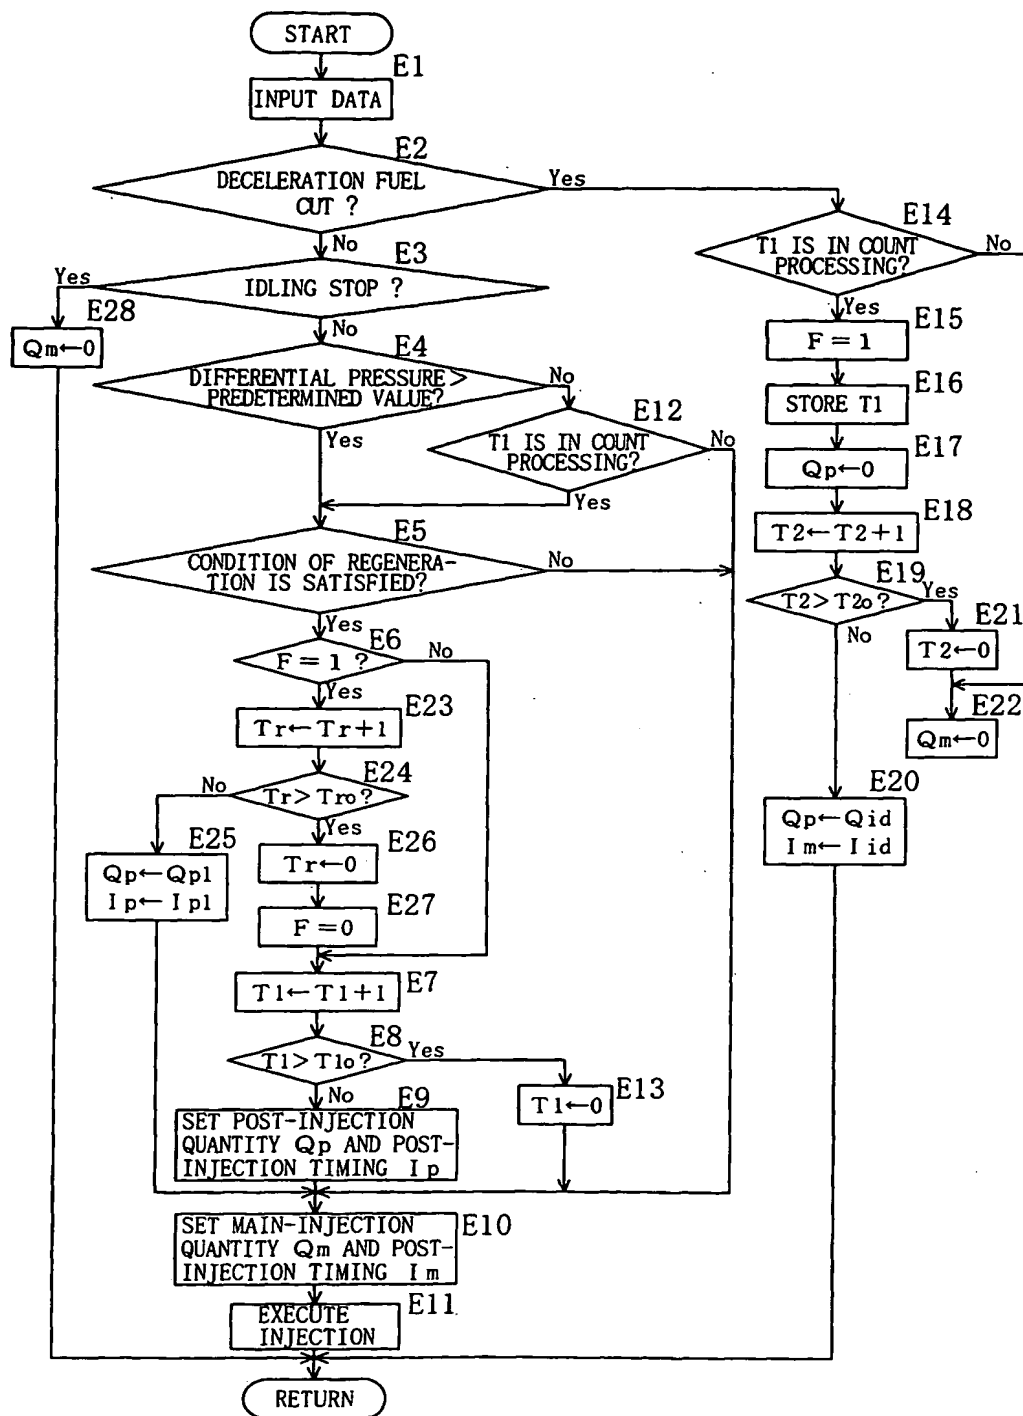 START
E1
INPUT DATA
E2
DECELERATION FUEL
CUT ?
Yes
No
E14
T1 IS IN COUNT
PROCESSING?
No
Yes
E3
IDLING STOP ?
Yes
No
E28
Qm←0
E15
F=1
E4
DIFFERENTIAL PRESSURE>
PREDETERMINED VALUE?
No
Yes
E16
STORE T1
E12
T1 IS IN COUNT
PROCESSING?
No
Yes
E17
Qp←0
E18
T2←T2+1
E5
CONDITION OF REGENERA-
TION IS SATISFIED?
No
Yes
E19
T2>T2o?
Yes
No
E21
T2←0
E6
F=1 ?
No
Yes
E22
Qm←0
E23
Tr←Tr+1
E24
Tr>Tro?
No
Yes
E20
Qp←Qid
Im←Iid
E25
Qp←Qpl
Ip←Ipl
E26
Tr←0
E27
F=0
E7
T1←T1+1
E8
T1>T1o?
Yes
No
E13
T1←0
E9
SET POST-INJECTION
QUANTITY Qp AND POST-
INJECTION TIMING Ip
E10
SET MAIN-INJECTION
QUANTITY Qm AND POST-
INJECTION TIMING Im
E11
EXECUTE
INJECTION
RETURN